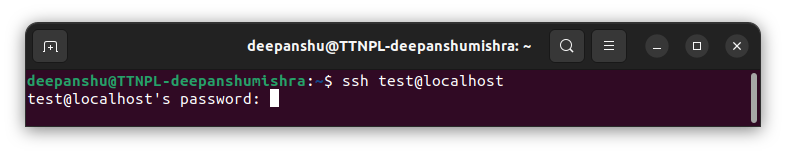 deepanshu@TTNPL-deepanshumishra: ~
deepanshu@TTNPL-deepanshumishra:~$ ssh test@localhost
test@localhost's password: